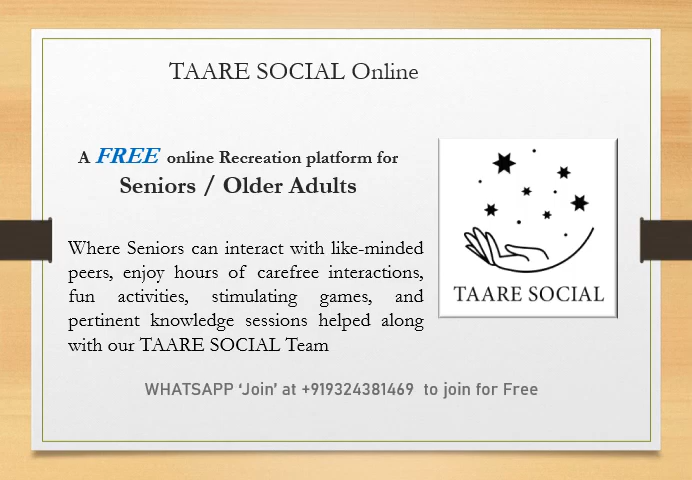 TAARE SOCIAL Online
A FREE online Recreation platform for
Seniors / Older Adults
Where Seniors can interact with like-minded
peers, enjoy hours of carefree interactions,
fun activities, stimulating games, and
pertinent knowledge sessions helped along
with our TAARE SOCIAL Team
TAARE SOCIAL
WHATSAPP ‘Join’ at +919324381469 to join for Free